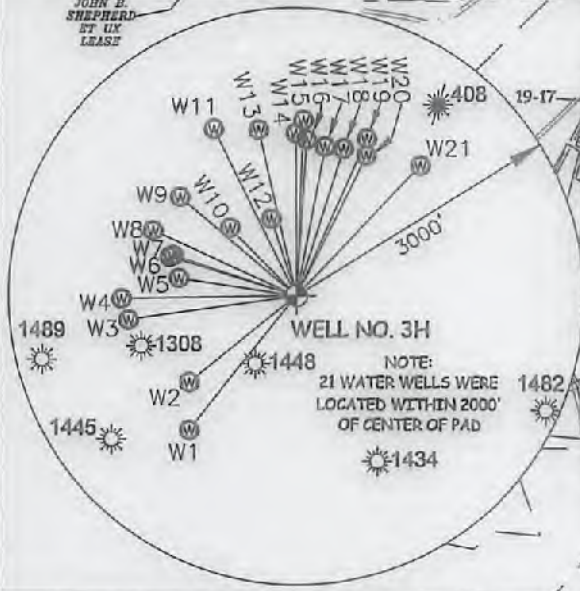 JOHN B.
SHEPHERD
ET UX
LEASE
W11
W13
W14
W15
W16
W17
W18
W19
W20
408
19-17
W21
W9
W10
W12
3000'
W8
W7
W6
W5
W4
W3
WELL NO. 3H
1489
1308
1448
NOTE:
21 WATER WELLS WERE
LOCATED WITHIN 2000'
OF CENTER OF PAD
1482
W2
1445
W1
1434